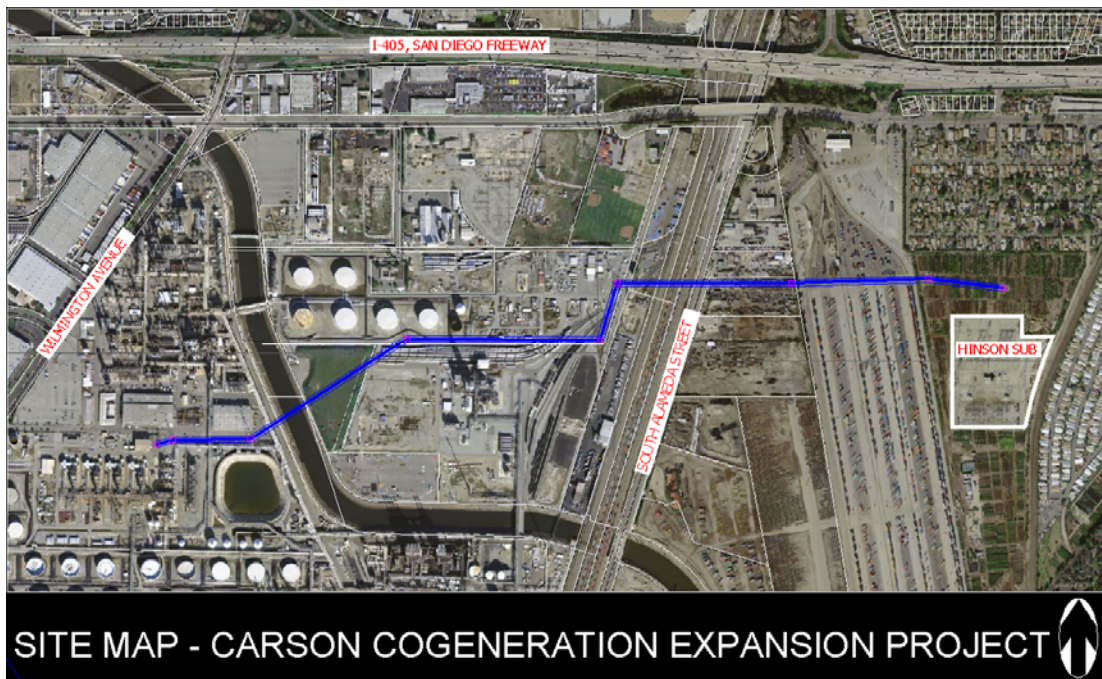 I-405, SAN DIEGO FREEWAY
WILMINGTON AVENUE
SOUTH ALAMEDA STREET
HINSON SUB
SITE MAP - CARSON COGENERATION EXPANSION PROJECT